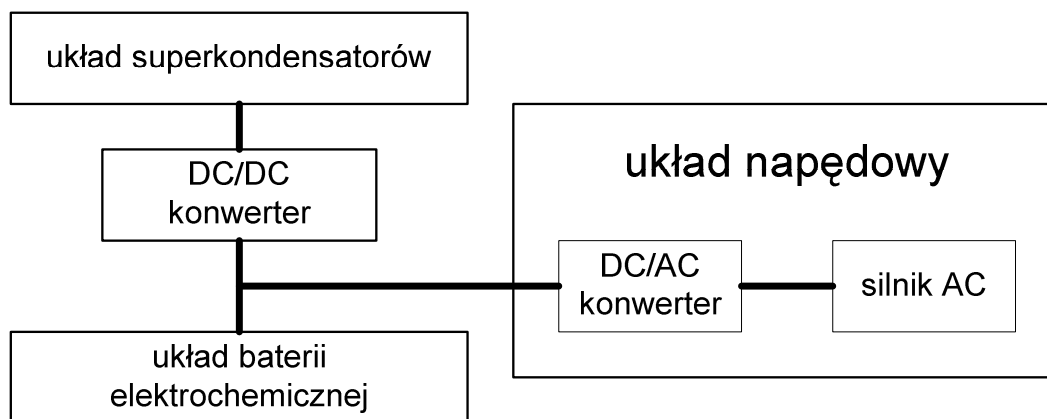 układ superkondensatorów
DC/DC
konwerter
układ napędowy
DC/AC
konwerter
silnik AC
układ baterii
elektrochemicznej